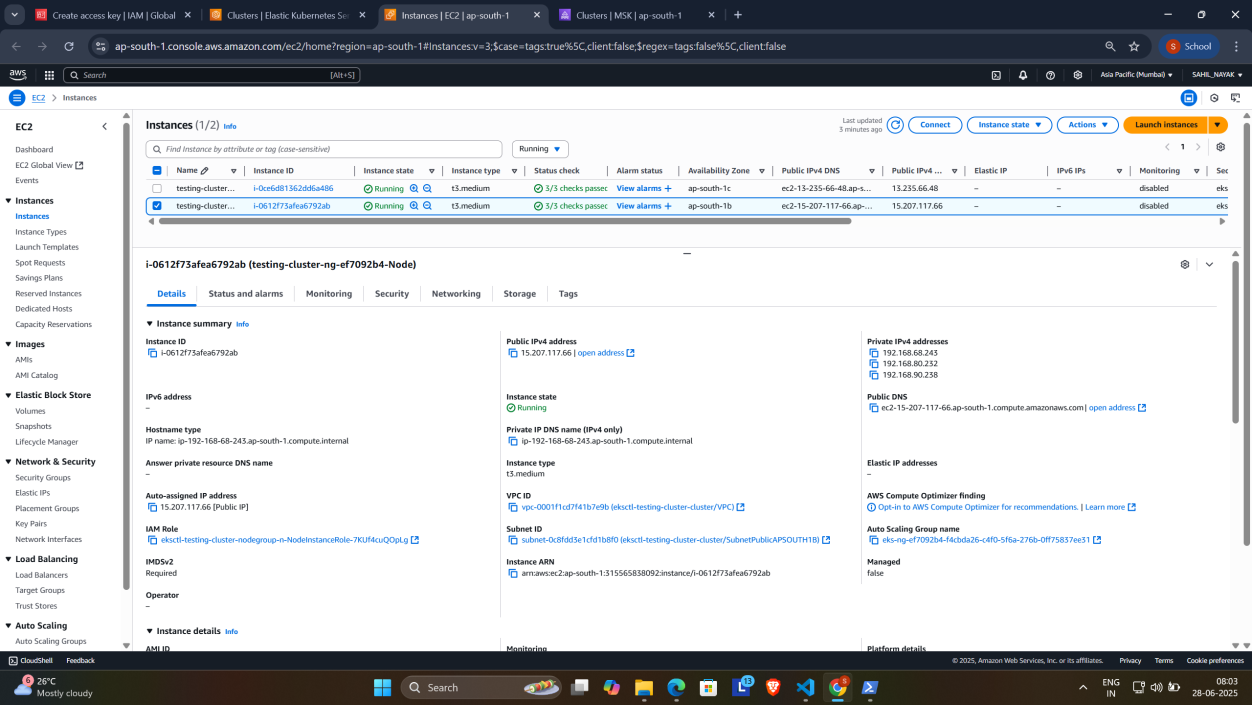 Create access key | IAM | Global
Clusters | Elastic Kubernetes Se
Instances | EC2 | ap-south-1
Clusters | MSK | ap-south-1
ap-south-1.console.aws.amazon.com/ec2/home?region=ap-south-1#Instances:v=3;$case=tags:true%5C,client:false;$regex=tags:false%5C,client:false
S School
aws
Search [Alt+S]
Asia Pacific (Mumbai)
SAHIL_NAYAK
EC2 > Instances
EC2
Dashboard
EC2 Global View
Events
Instances
Instances
Instance Types
Launch Templates
Spot Requests
Savings Plans
Reserved Instances
Dedicated Hosts
Capacity Reservations
Images
AMIs
AMI Catalog
Elastic Block Store
Volumes
Snapshots
Lifecycle Manager
Network & Security
Security Groups
Elastic IPs
Placement Groups
Key Pairs
Network Interfaces
Load Balancing
Load Balancers
Target Groups
Trust Stores
Auto Scaling
Auto Scaling Groups
Instances (1/2) Info
Last updated
3 minutes ago
Connect
Instance state
Actions
Launch instances
Find Instance by attribute or tag (case-sensitive)
Running
1
Name Instance ID Instance state Instance type Status check Alarm status Availability Zone Public IPv4 DNS Public IPv4 ... Elastic IP IPv6 IPs Monitoring Sec
testing-cluster... i-0ce6d81362dd6a486 Running t3.medium 3/3 checks passec View alarms + ap-south-1c ec2-13-235-66-48.ap-s... 13.235.66.48 – – disabled eks
testing-cluster... i-0612f73afea6792ab Running t3.medium 3/3 checks passec View alarms + ap-south-1b ec2-15-207-117-66.ap-... 15.207.117.66 – – disabled eks
i-0612f73afea6792ab (testing-cluster-ng-ef7092b4-Node)
Details Status and alarms Monitoring Security Networking Storage Tags
Instance summary Info
Instance ID
i-0612f73afea6792ab
Public IPv4 address
15.207.117.66 | open address
Private IPv4 addresses
192.168.68.243
192.168.80.232
192.168.90.238
IPv6 address
–
Instance state
Running
Public DNS
ec2-15-207-117-66.ap-south-1.compute.amazonaws.com | open address
Hostname type
IP name: ip-192-168-68-243.ap-south-1.compute.internal
Private IP DNS name (IPv4 only)
ip-192-168-68-243.ap-south-1.compute.internal
Answer private resource DNS name
–
Instance type
t3.medium
Elastic IP addresses
–
Auto-assigned IP address
15.207.117.66 [Public IP]
VPC ID
vpc-0001f1cd7f41b7e9b (eksctl-testing-cluster-cluster/VPC)
AWS Compute Optimizer finding
Opt-in to AWS Compute Optimizer for recommendations. | Learn more
IAM Role
eksctl-testing-cluster-nodegroup-n-NodeInstanceRole-7KUf4cuQOpLg
Subnet ID
subnet-0c8fdd3e1cfd1b8f0 (eksctl-testing-cluster-cluster/SubnetPublicAPSOUTH1B)
Auto Scaling Group name
eks-ng-ef7092b4-f4cbda26-c4f0-5f6a-276b-0ff75837ee31
IMDSv2
Required
Instance ARN
arn:aws:ec2:ap-south-1:315565838092:instance/i-0612f73afea6792ab
Managed
false
Operator
–
Instance details Info
AMI ID
Monitoring
Platform details
CloudShell Feedback
© 2025, Amazon Web Services, Inc. or its affiliates. Privacy Terms Cookie preferences
6
26°C
Mostly cloudy
Search
13
S
ENG
IN
08:03
28-06-2025